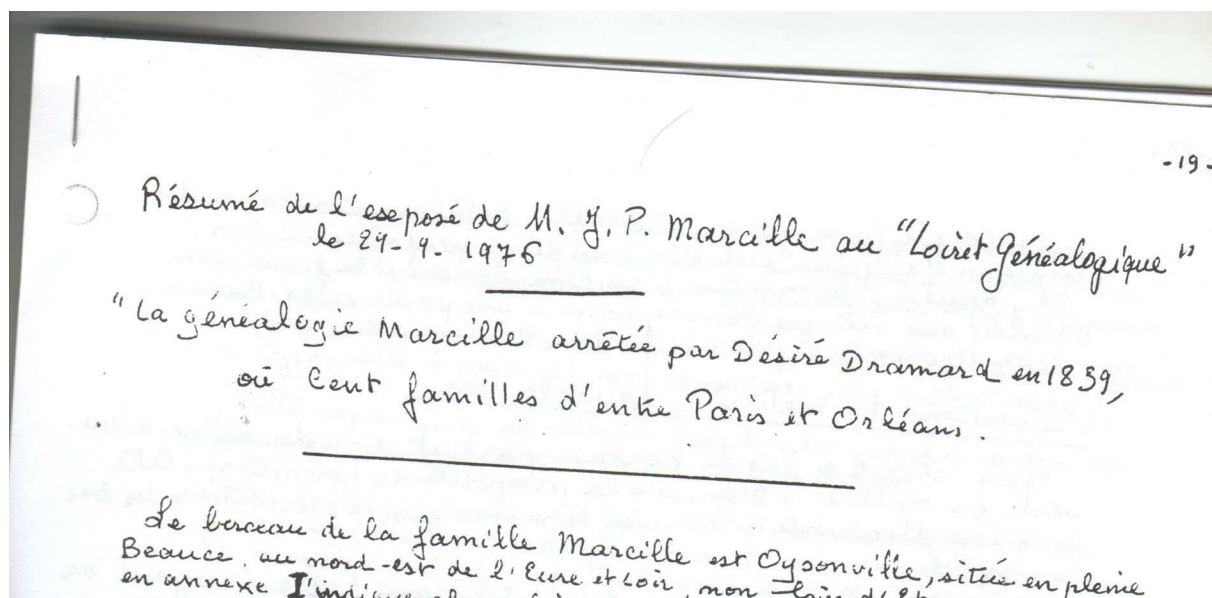 -19-
Résumé de l'exposé de M. J. P. Marcille au "Loiret Généalogique"
le 29-9-1976
"La généalogie Marcille arrêtée par Désiré Dramard en 1839,
où Cent familles d'entre Paris et Orléans.
Le berceau de la famille Marcille est Oysonville, située en pleine
Beauce au nord-est de l'Eure et Loir, non loin
en annexe I